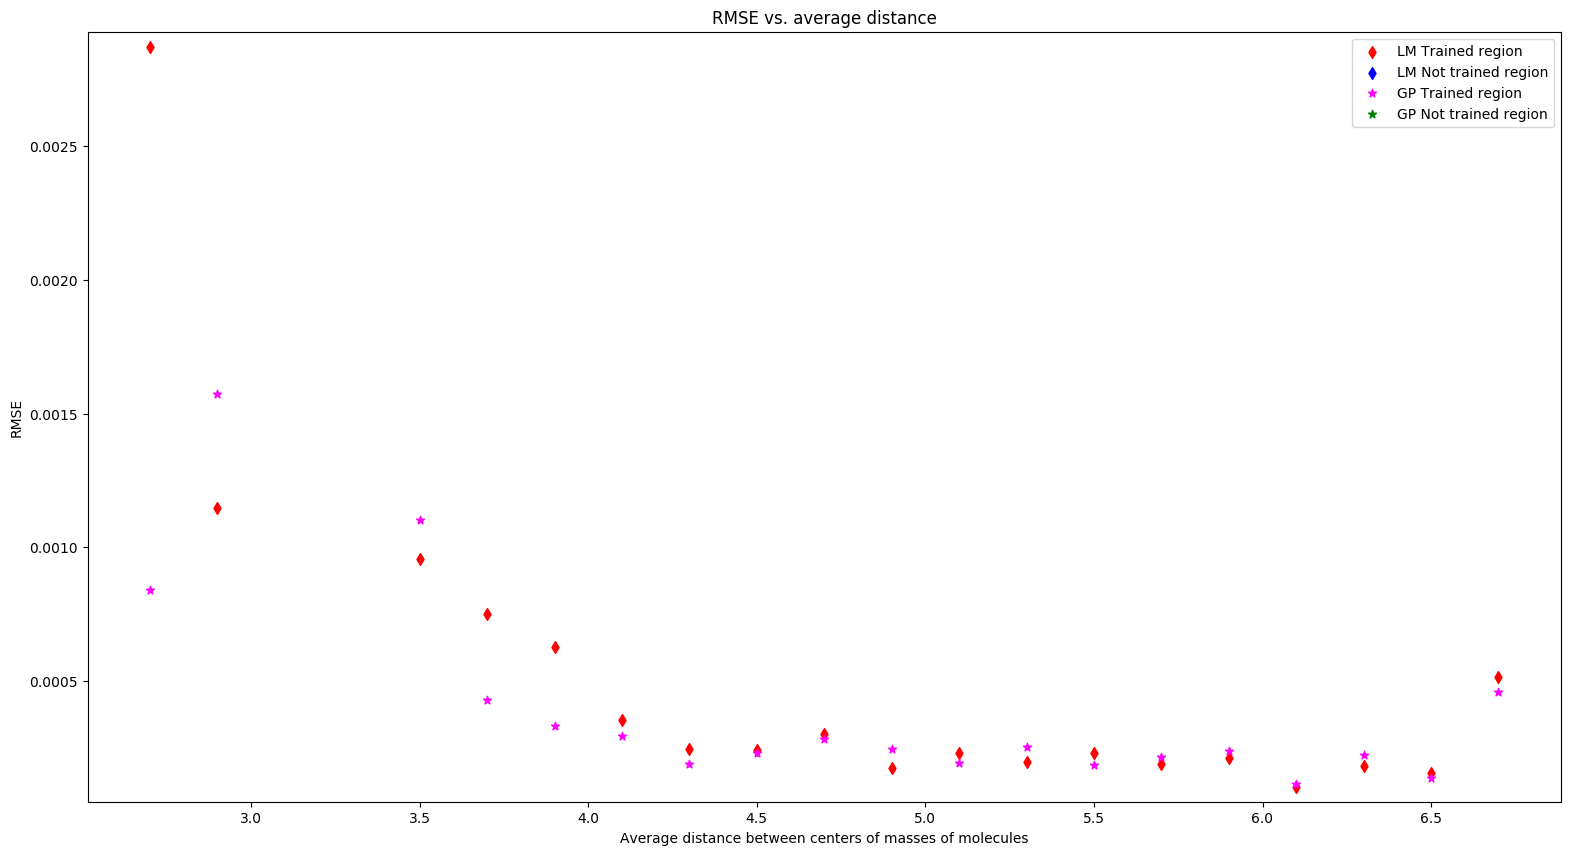 RMSE vs. average distance
LM Trained region
LM Not trained region
GP Trained region
GP Not trained region
0.0025
0.0020
0.0015
0.0010
0.0005
RMSE
3.0
3.5
4.0
4.5
5.0
5.5
6.0
6.5
Average distance between centers of masses of molecules